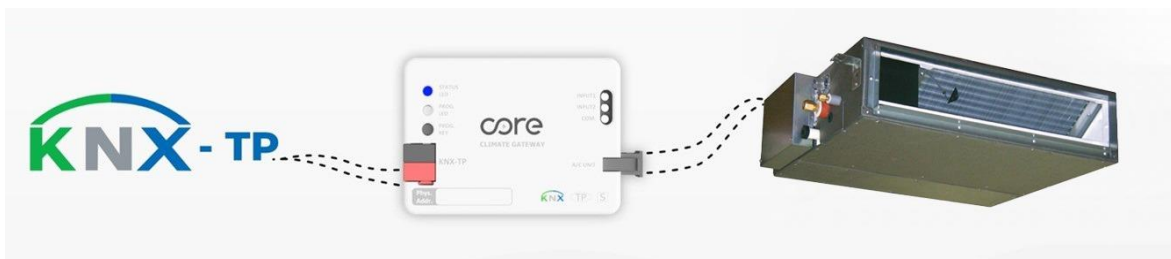 KNX - TP
STATUS
LED
PROG.
LED
PROG.
KEY
KNX-TP
Phys.
Addr.
core
CLIMATE GATEWAY
INPUT1
INPUT2
COM
A/C UNIT
KNX TP S